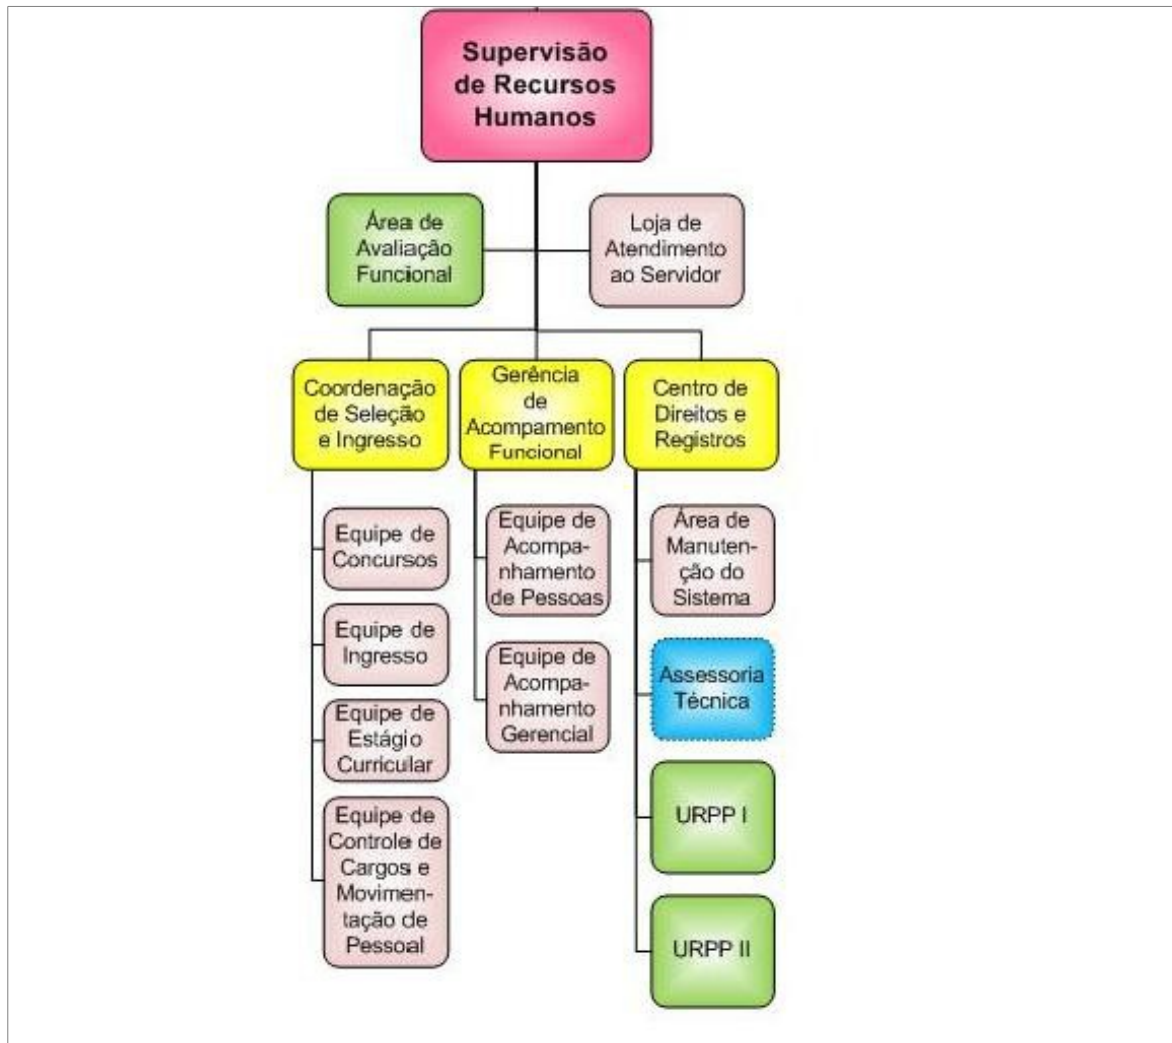 Supervisão
de Recursos
Humanos
Área de
Avaliação
Funcional
Loja de
Atendimento
ao Servidor
Coordenação
de Seleção
e Ingresso
Gerência
de
Acompamento
Funcional
Centro de
Direitos e
Registros
Equipe de
Concursos
Equipe de
Ingresso
Equipe de
Estágio
Curricular
Equipe de
Controle de
Cargos e
Movimen-
tação de
Pessoal
Equipe de
Acompa-
nhamento
de Pessoas
Equipe de
Acompa-
nhamento
Gerencial
Área de
Manuten-
ção do
Sistema
Assessoria
Técnica
URPP I
URPP II